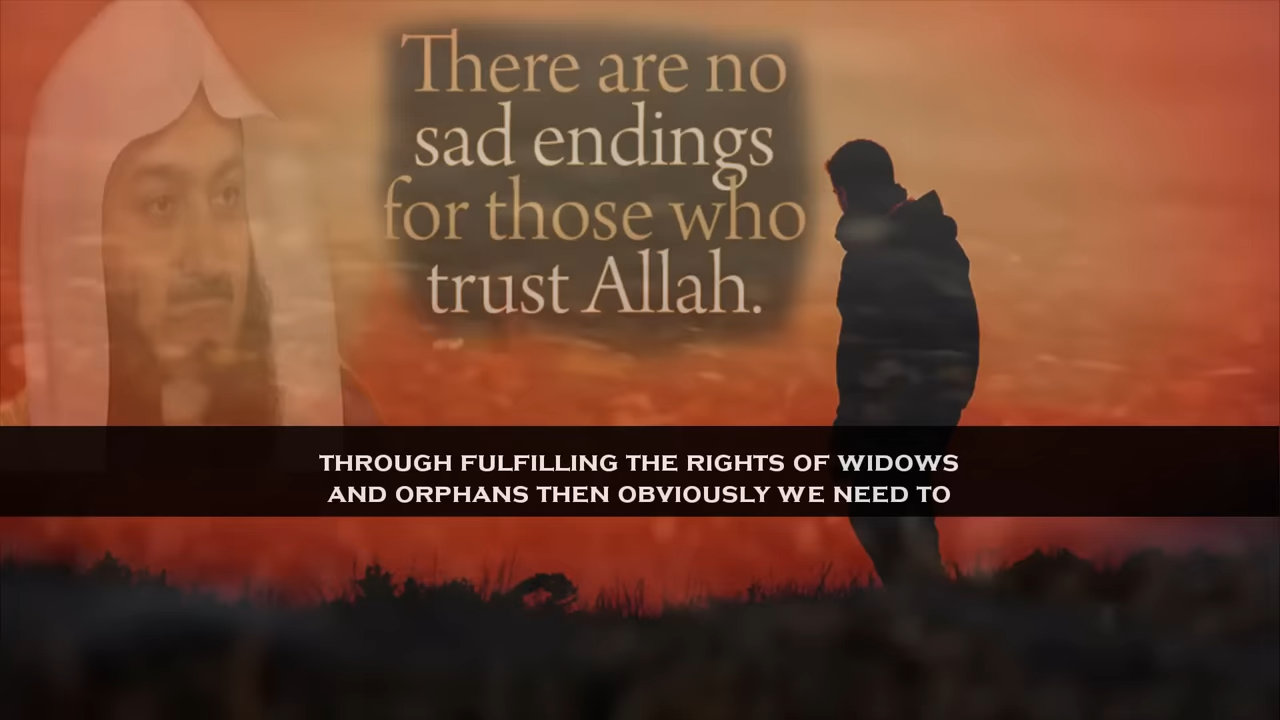 There are no
sad endings
for those who
trust Allah.
THROUGH FULFILLING THE RIGHTS OF WIDOWS
AND ORPHANS THEN OBVIOUSLY WE NEED TO